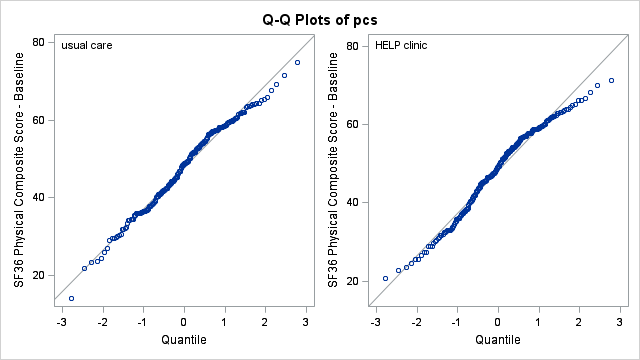 Q-Q Plots of pcs
usual care
SF36 Physical Composite Score - Baseline
80
60
40
20
-3 -2 -1 0 1 2 3
Quantile
HELP clinic
SF36 Physical Composite Score - Baseline
80
60
40
20
-3 -2 -1 0 1 2 3
Quantile